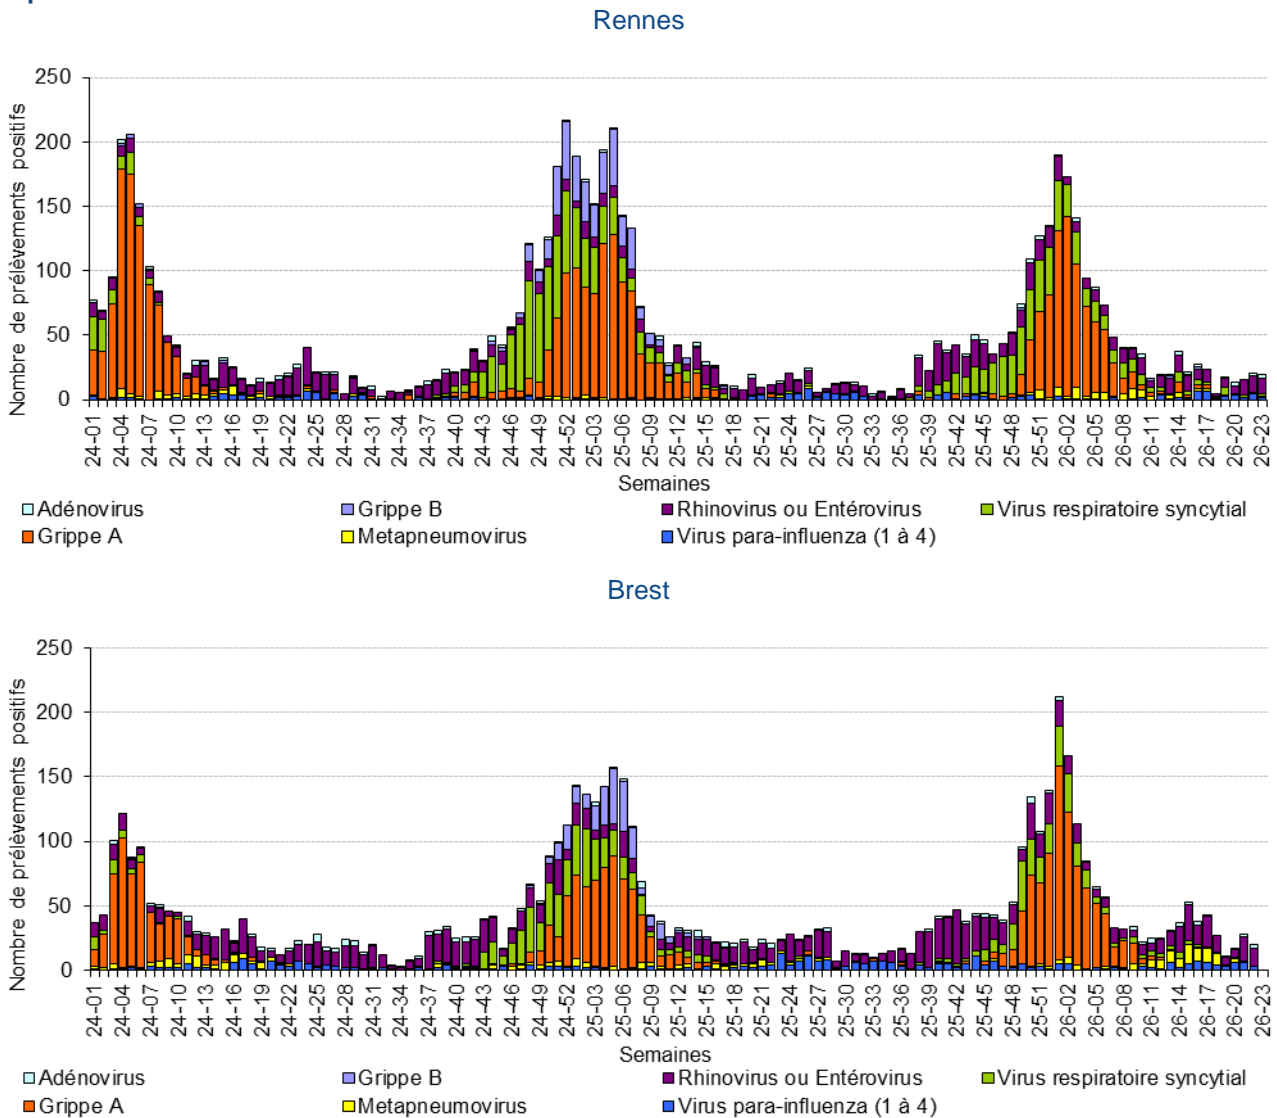 Rennes
Nombre de prélèvements positifs
250
200
150
100
50
0
24-01 24-04 24-07 24-10 24-13 24-16 24-19 24-22 24-25 24-28 24-31 24-34 24-37 24-40 24-43 24-46 24-49 24-52 25-03 25-06 25-09 25-12 25-15 25-18 25-21 25-24 25-27 25-30 25-33 25-36 25-39 25-42 25-45 25-48 25-51 26-02 26-05 26-08 26-11 26-14 26-17 26-20 26-23
Semaines
Adénovirus Grippe B Rhinovirus ou Entérovirus Virus respiratoire syncytial
Grippe A Metapneumovirus Virus para-influenza (1 à 4)
Brest
Nombre de prélèvements positifs
250
200
150
100
50
0
24-01 24-04 24-07 24-10 24-13 24-16 24-19 24-22 24-25 24-28 24-31 24-34 24-37 24-40 24-43 24-46 24-49 24-52 25-03 25-06 25-09 25-12 25-15 25-18 25-21 25-24 25-27 25-30 25-33 25-36 25-39 25-42 25-45 25-48 25-51 26-02 26-05 26-08 26-11 26-14 26-17 26-20 26-23
Semaines
Adénovirus Grippe B Rhinovirus ou Entérovirus Virus respiratoire syncytial
Grippe A Metapneumovirus Virus para-influenza (1 à 4)